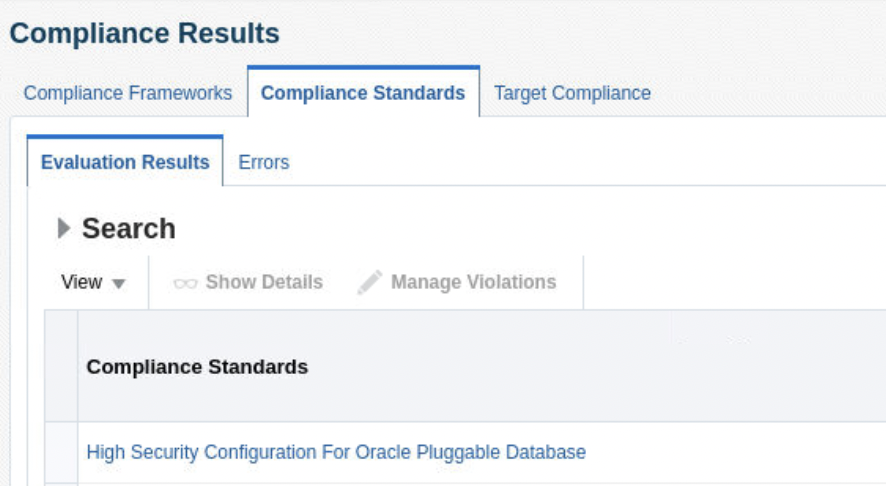 Compliance Results
Compliance Frameworks Compliance Standards Target Compliance
Evaluation Results Errors
Search
View Show Details Manage Violations
Compliance Standards
High Security Configuration For Oracle Pluggable Database